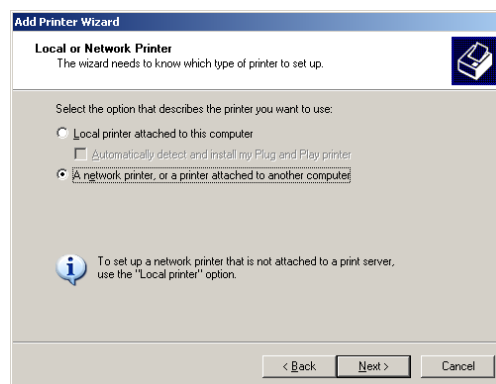 Add Printer Wizard
Local or Network Printer
The wizard needs to know which type of printer to set up.
Select the option that describes the printer you want to use:
Local printer attached to this computer
Automatically detect and install my Plug and Play printer
A network printer, or a printer attached to another computer
To set up a network printer that is not attached to a print server,
use the "Local printer" option.
< Back Next > Cancel